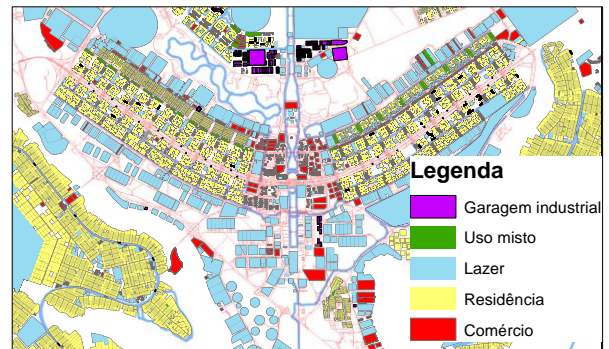 Legenda
Garagem industrial
Uso misto
Lazer
Residência
Comércio